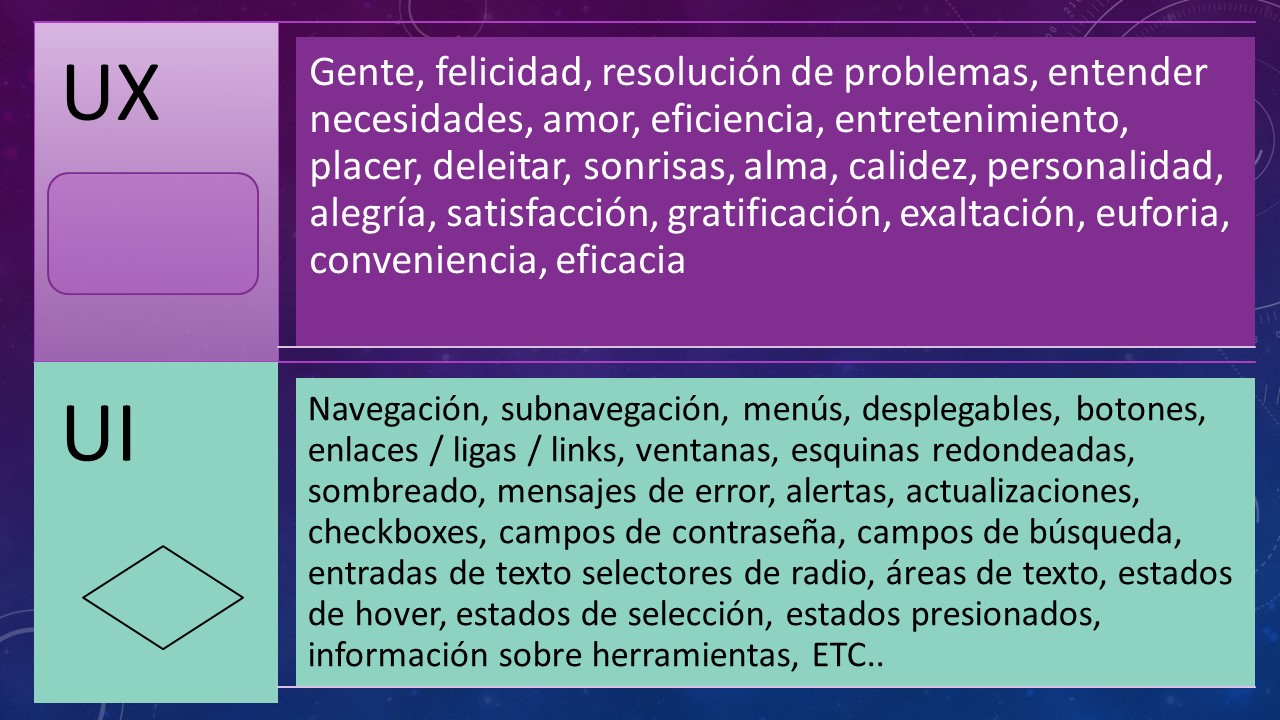 UX
Gente, felicidad, resolución de problemas, entender
necesidades, amor, eficiencia, entretenimiento,
placer, deleitar, sonrisas, alma, calidez, personalidad,
alegría, satisfacción, gratificación, exaltación, euforia,
conveniencia, eficacia
UI
Navegación, subnavegación, menús, desplegables, botones,
enlaces / ligas / links, ventanas, esquinas redondeadas,
sombreado, mensajes de error, alertas, actualizaciones,
checkboxes, campos de contraseña, campos de búsqueda,
entradas de texto selectores de radio, áreas de texto, estados
de hover, estados de selección, estados presionados,
información sobre herramientas, ETC..